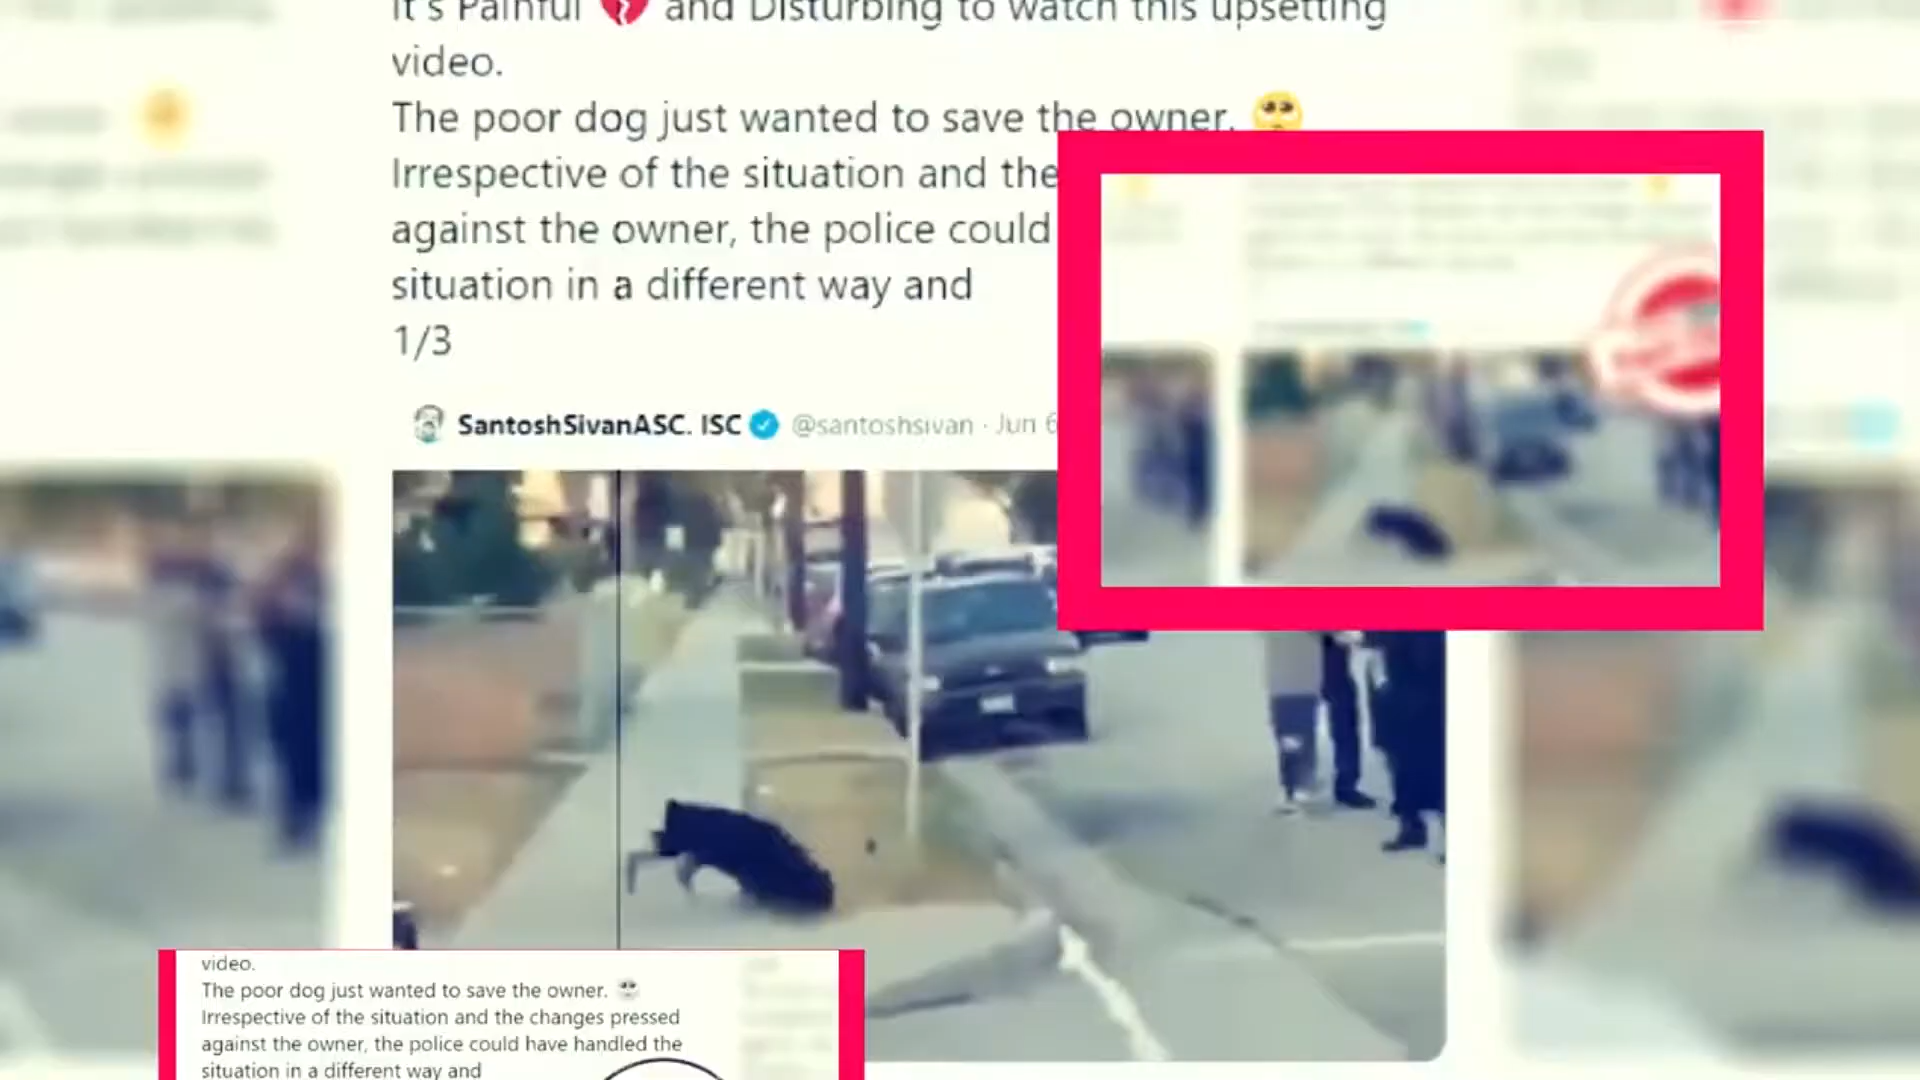 It's Painful 💔 and Disturbing to watch this upsetting
video.
The poor dog just wanted to save the owner. 🥺
Irrespective of the situation and the
against the owner, the police could
situation in a different way and
1/3
SantoshSivanASC. ISC @santoshsivan · Jun 6
video.
The poor dog just wanted to save the owner. 🥺
Irrespective of the situation and the changes pressed
against the owner, the police could have handled the
situation in a different way and